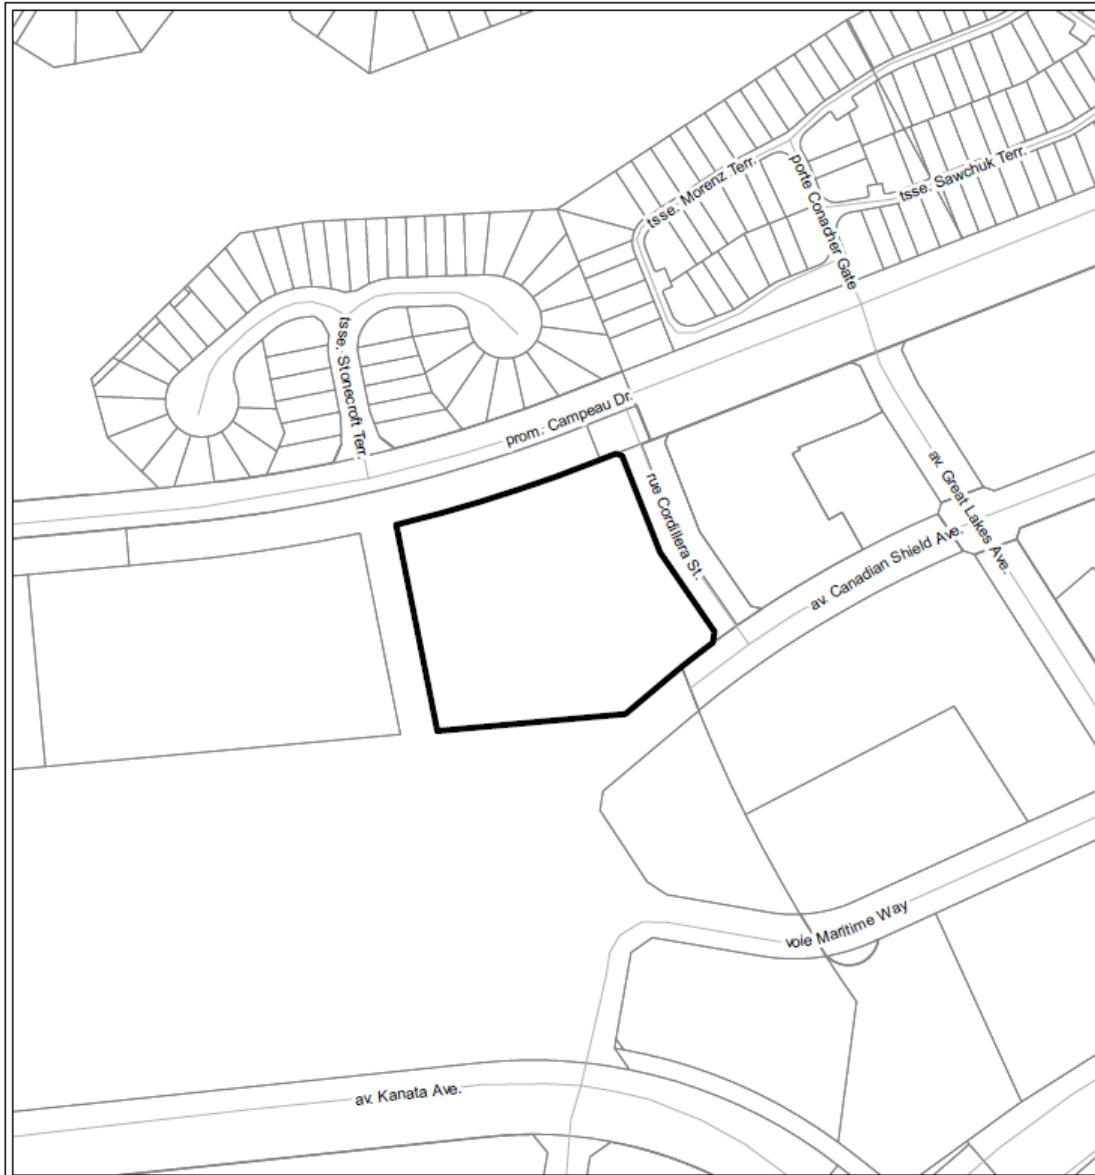 tsse. Morenz Terr.
porte Conacher Gate
tsse. Sawchuk Terr.
tsse. Stonecroft Terr.
prom. Campeau Dr.
rue Cordillera St.
av. Great Lakes Ave.
av. Canadian Shield Ave.
voie Maritime Way
av. Kanata Ave.